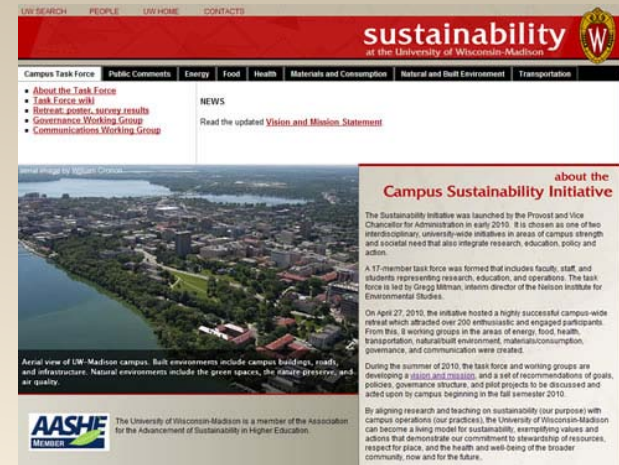 UW SEARCH PEOPLE UW HOME CONTACTS
sustainability
at the University of Wisconsin-Madison
W
Campus Task Force Public Comments Energy Food Health Materials and Consumption Natural and Built Environment Transportation
About the Task Force
Task Force wiki
Retreat: poster, survey results
Governance Working Group
Communications Working Group
NEWS
Read the updated Vision and Mission Statement
aerial image by William Cronon
Aerial view of UW-Madison campus. Built environments include campus buildings, roads,
and infrastructure. Natural environments include the green spaces, the nature preserve, and
air quality.
AASHE
MEMBER
The University of Wisconsin-Madison is a member of the Association
for the Advancement of Sustainability in Higher Education.
about the
Campus Sustainability Initiative
The Sustainability Initiative was launched by the Provost and Vice
Chancellor for Administration in early 2010. It is chosen as one of two
interdisciplinary, university-wide initiatives in areas of campus strength
and societal need that also integrate research, education, policy and
action.
A 17-member task force was formed that includes faculty, staff, and
students representing research, education, and operations. The task
force is led by Gregg Mitman, interim director of the Nelson Institute for
Environmental Studies.
On April 27, 2010, the initiative hosted a highly successful campus-wide
retreat which attracted over 200 enthusiastic and engaged participants.
From this, 8 working groups in the areas of energy, food, health,
transportation, natural/built environment, materials/consumption,
governance, and communication were created.
During the summer of 2010, the task force and working groups are
developing a vision and mission, and a set of recommendations of goals,
policies, governance structure, and pilot projects to be discussed and
acted upon by campus beginning in the fall semester 2010.
By aligning research and teaching on sustainability (our purpose) with
campus operations (our practices), the University of Wisconsin-Madison
can become a living model for sustainability, exemplifying values and
actions that demonstrate our commitment to stewardship of resources,
respect for place, and the health and well-being of the broader
community, now and for the future.